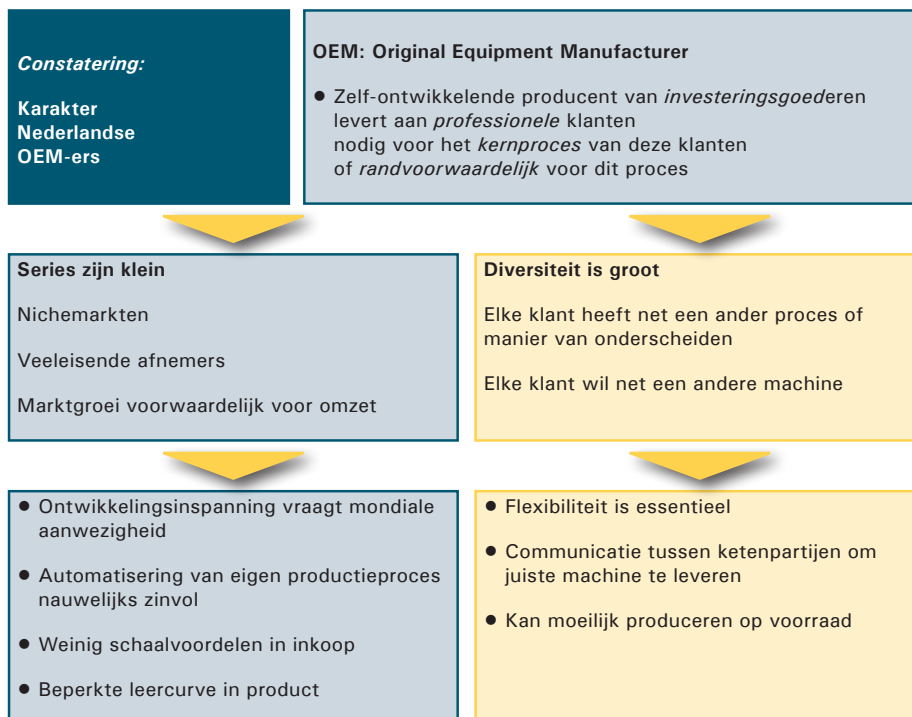 Constatering:
Karakter
Nederlandse
OEM-ers
OEM: Original Equipment Manufacturer
● Zelf-ontwikkelende producent van investeringsgoederen
levert aan professionele klanten
nodig voor het kernproces van deze klanten
of randvoorwaardelijk voor dit proces
Series zijn klein
Nichemarkten
Veeleisende afnemers
Marktgroei voorwaardelijk voor omzet
Diversiteit is groot
Elke klant heeft net een ander proces of
manier van onderscheiden
Elke klant wil net een andere machine
● Ontwikkelingsinspanning vraagt mondiale
aanwezigheid
● Automatisering van eigen productieproces
nauwelijks zinvol
● Weinig schaalvoordelen in inkoop
● Beperkte leercurve in product
● Flexibiliteit is essentieel
● Communicatie tussen ketenpartijen om
juiste machine te leveren
● Kan moeilijk produceren op voorraad